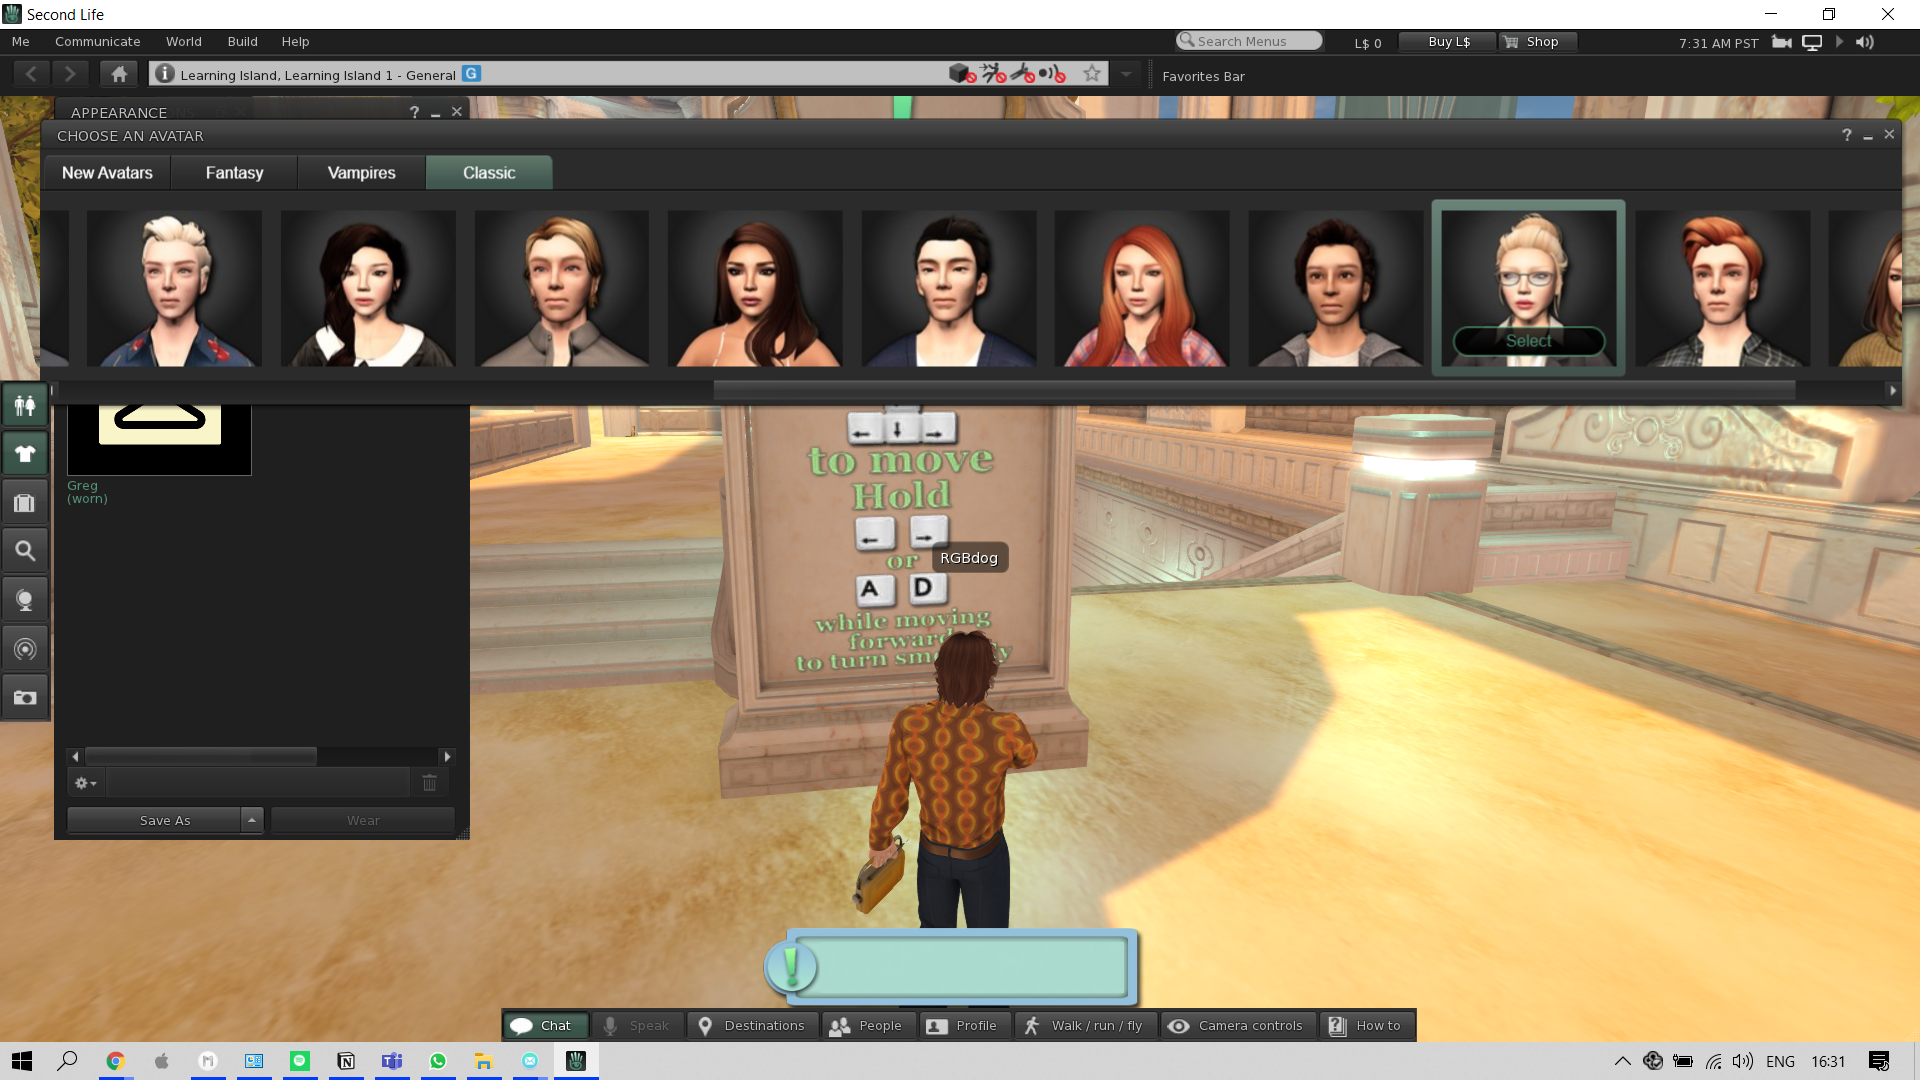 Second Life
Me Communicate World Build Help Search Menus L$ 0 Buy L$ Shop 7:31 AM PST
Learning Island, Learning Island 1 - General G Favorites Bar
APPEARANCE ?
CHOOSE AN AVATAR ?
New Avatars Fantasy Vampires Classic
Select
Greg
(worn)
to move
Hold
or
RGBdog
A D
while moving
forward
to turn
Save As Wear
Chat Speak Destinations People Profile Walk / run / fly Camera controls How to
ENG 16:31